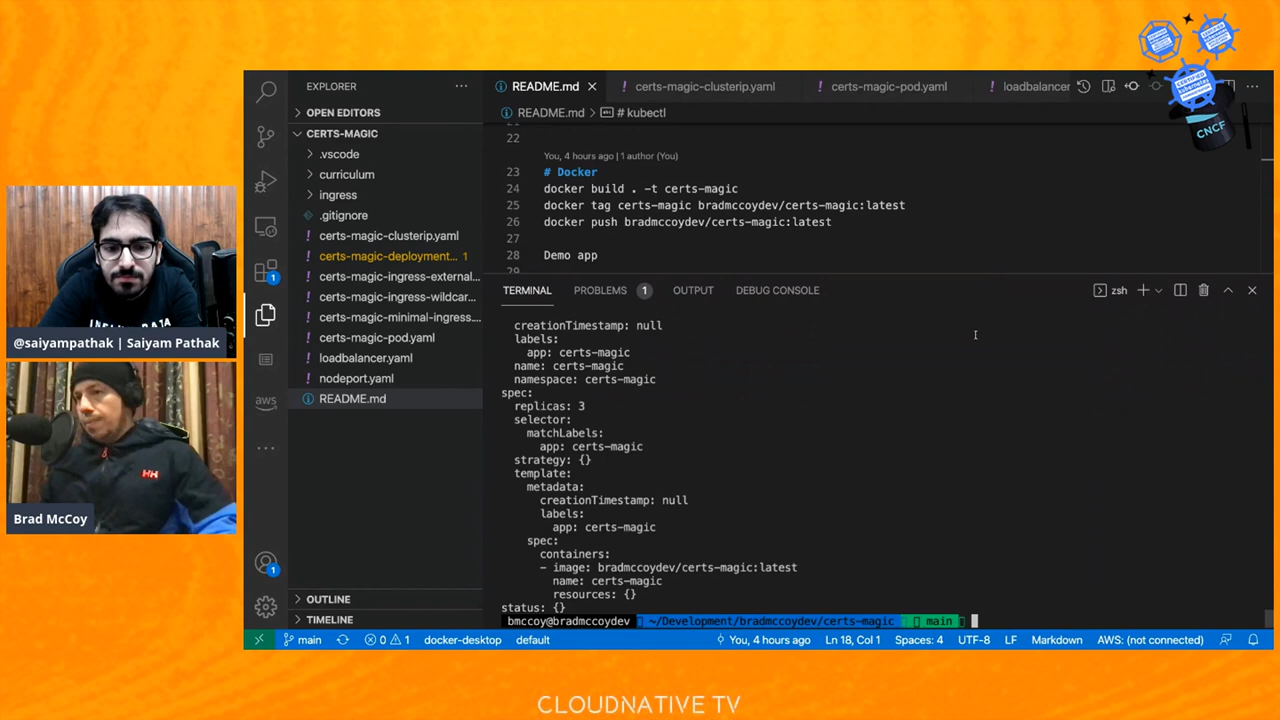 CNCF
EXPLORER
OPEN EDITORS
CERTS-MAGIC
.vscode
curriculum
ingress
.gitignore
certs-magic-clusterip.yaml
certs-magic-deployment... 1
certs-magic-ingress-external...
certs-magic-ingress-wildcar...
certs-magic-minimal-ingress....
certs-magic-pod.yaml
loadbalancer.yaml
nodeport.yaml
README.md
OUTLINE
TIMELINE
README.md
certs-magic-clusterip.yaml
certs-magic-pod.yaml
loadbalancer
README.md > # kubectl
22
You, 4 hours ago | 1 author (You)
23 # Docker
24 docker build . -t certs-magic
25 docker tag certs-magic bradmccoydev/certs-magic:latest
26 docker push bradmccoydev/certs-magic:latest
27
28 Demo app
29
TERMINAL PROBLEMS 1 OUTPUT DEBUG CONSOLE
zsh
creationTimestamp: null
labels:
app: certs-magic
name: certs-magic
namespace: certs-magic
spec:
replicas: 3
selector:
matchLabels:
app: certs-magic
strategy: {}
template:
metadata:
creationTimestamp: null
labels:
app: certs-magic
spec:
containers:
- image: bradmccoydev/certs-magic:latest
name: certs-magic
resources: {}
status: {}
bmccoy@bradmccoydev ~/Development/bradmccoydev/certs-magic main
1
1
aws
main 0 1 docker-desktop default You, 4 hours ago Ln 18, Col 1 Spaces: 4 UTF-8 LF Markdown AWS: (not connected)
@saiyampathak | Saiyam Pathak
Brad McCoy
CLOUDNATIVE TV